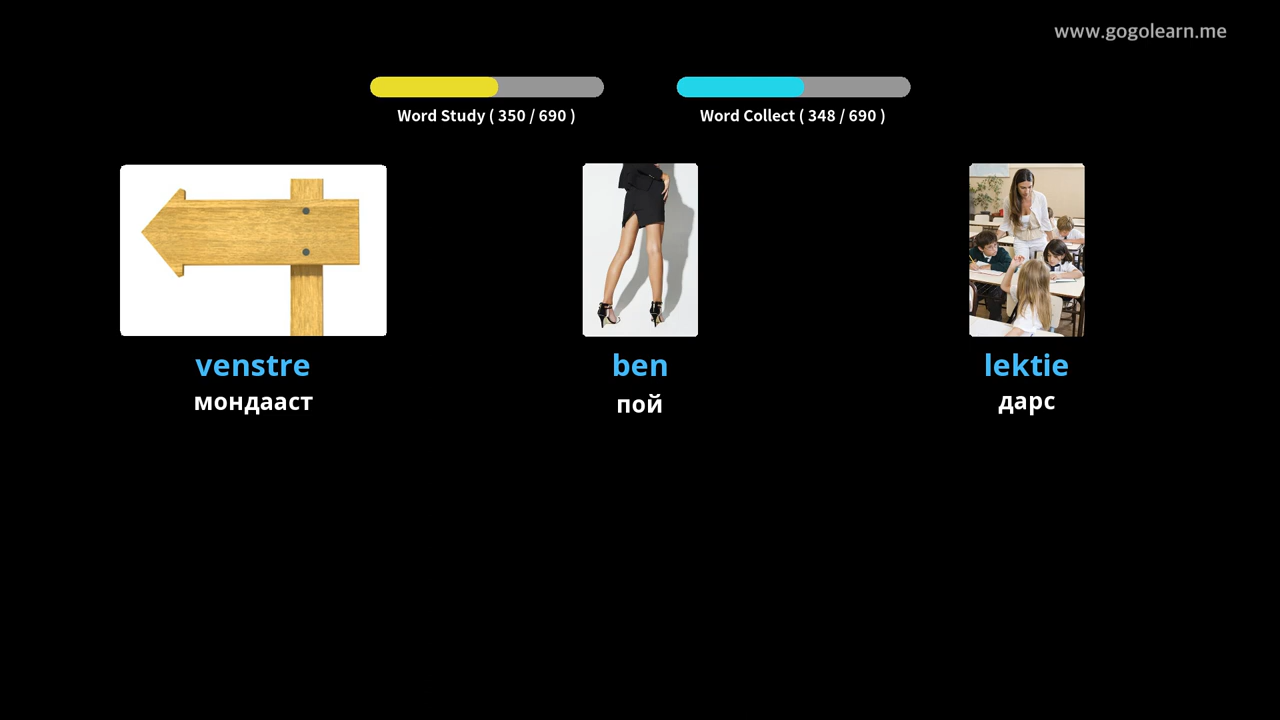 www.gogolearn.me
Word Study ( 350 / 690 )
Word Collect ( 348 / 690 )
venstre
мондааст
ben
пой
lektie
дарс